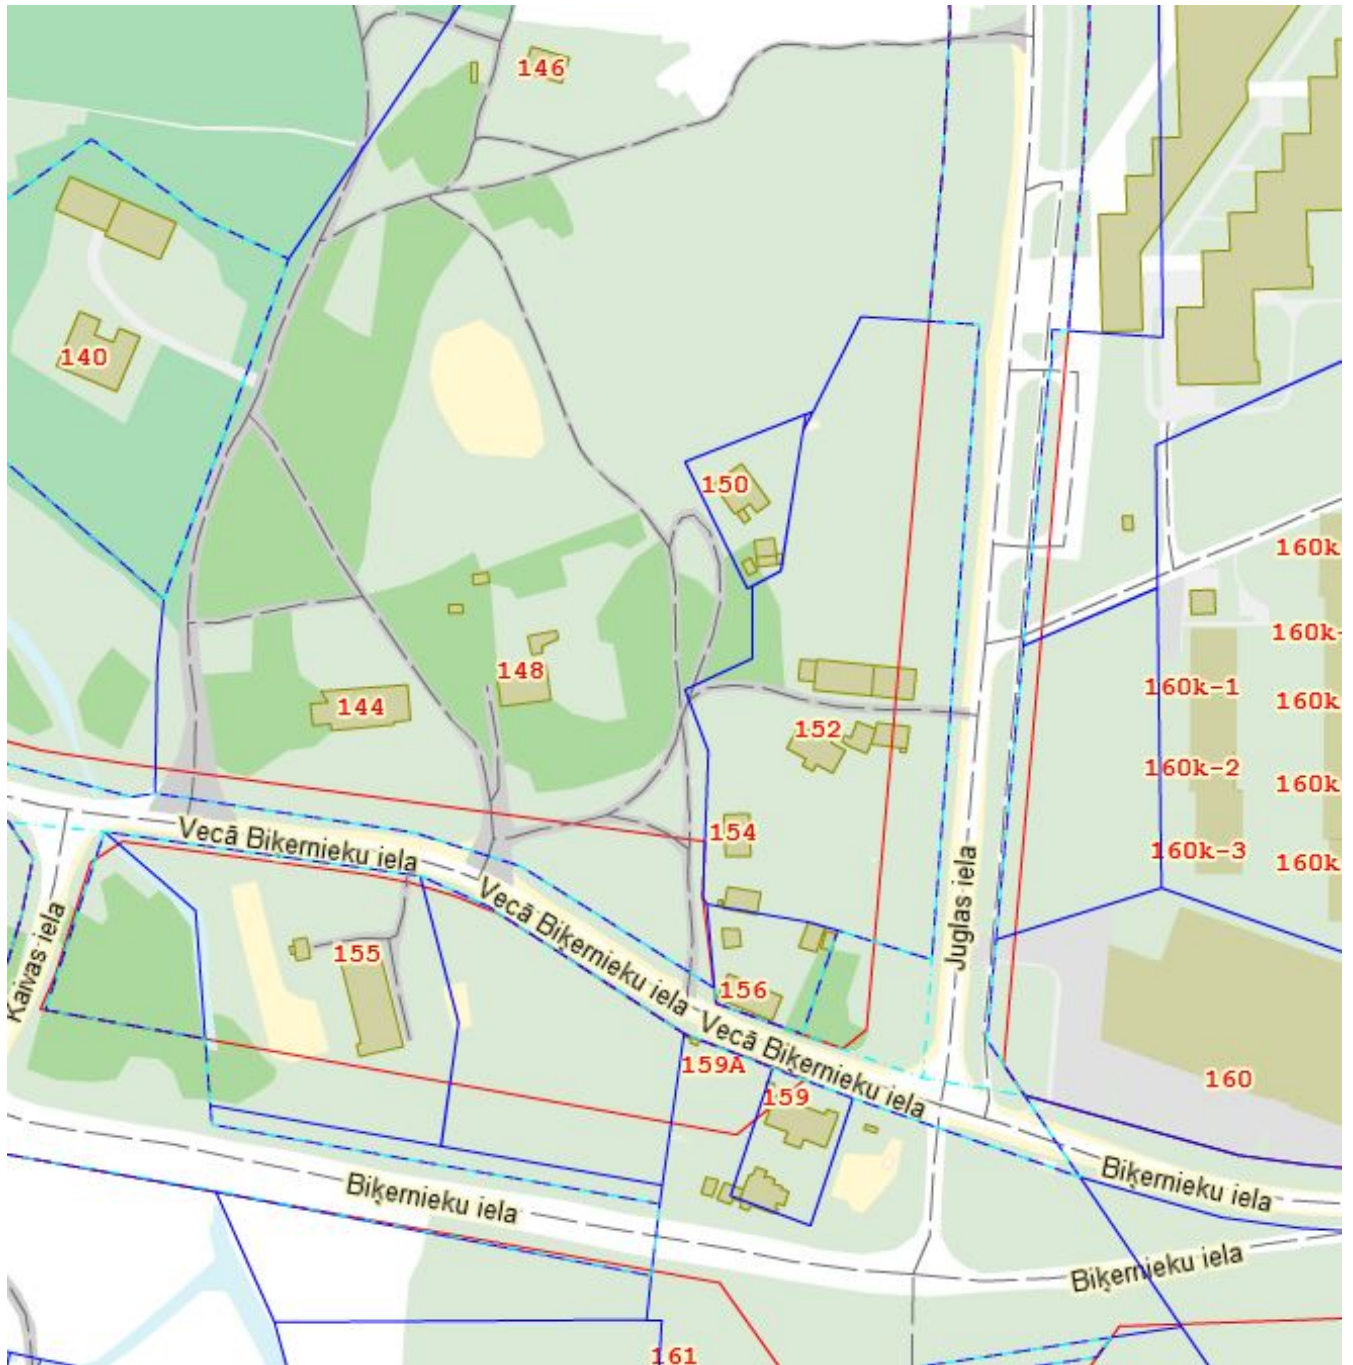 146
140
150
160k
160k-
148
160k-1
160k
144
152
160k-2
160k
154
Vecā Biķernieku iela
160k-3
160k
Vecā Biķernieku iela
Juglas iela
Kaivas iela
155
156
Vecā Biķernieku iela
159A
160
159
Biķernieku iela
Biķernieku iela
Biķernieku iela
161